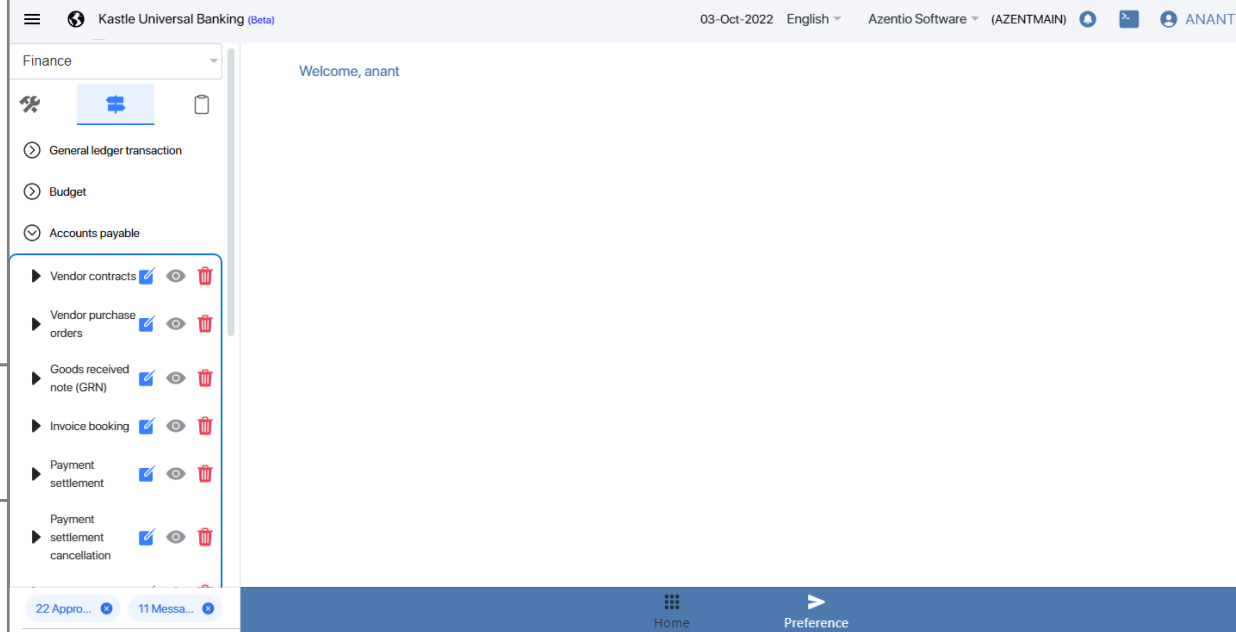 Kastle Universal Banking (Beta)
03-Oct-2022 English Azentio Software (AZENTMAIN) ANANT
Finance
Welcome, anant
General ledger transaction
Budget
Accounts payable
Vendor contracts
Vendor purchase
orders
Goods received
note (GRN)
Invoice booking
Payment
settlement
Payment
settlement
cancellation
22 Appro...
11 Messa...
Home
Preference